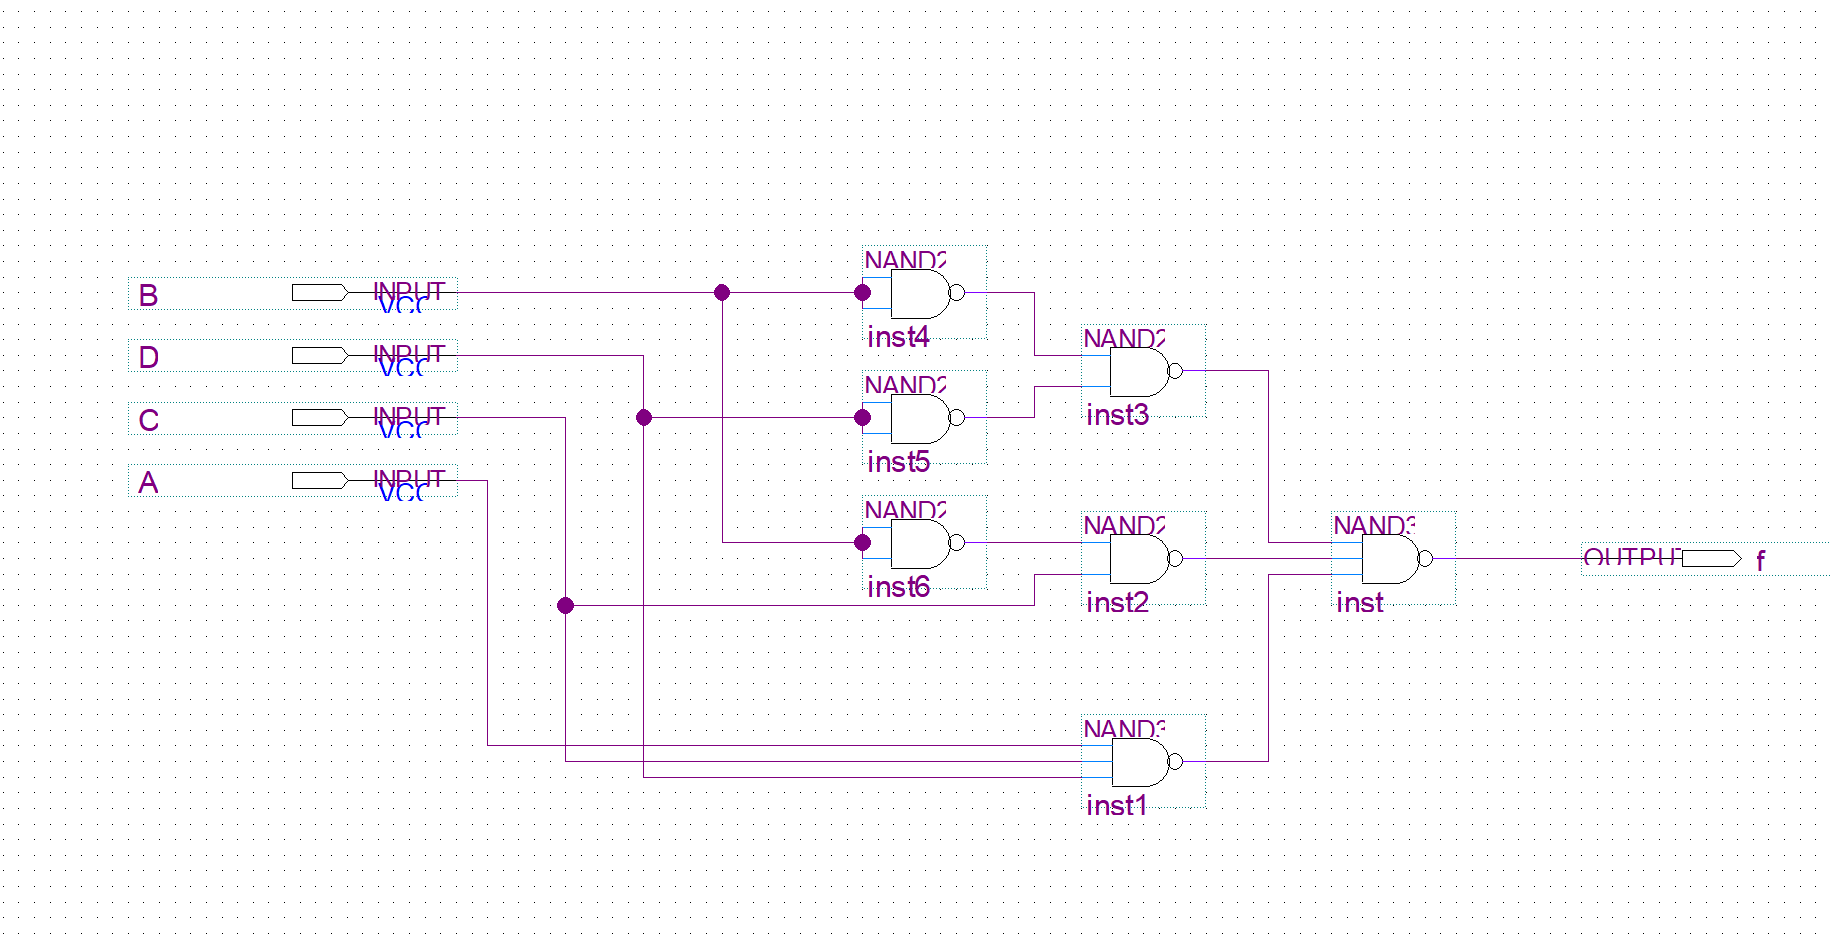 NAND2
B INPUT
VCC
inst4
NAND2
D INPUT
VCC
NAND2
C INPUT
VCC
inst3
inst5
A INPUT
VCC
NAND2
NAND2
NAND3
OUTPUT f
inst6
inst2
inst
NAND3
inst1